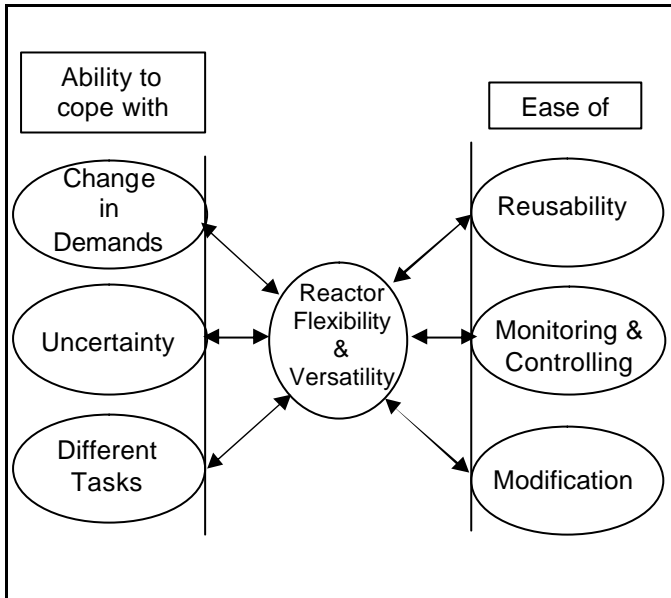 Ability to
cope with
Ease of
Change
in
Demands
Uncertainty
Different
Tasks
Reactor
Flexibility
&
Versatility
Reusability
Monitoring &
Controlling
Modification